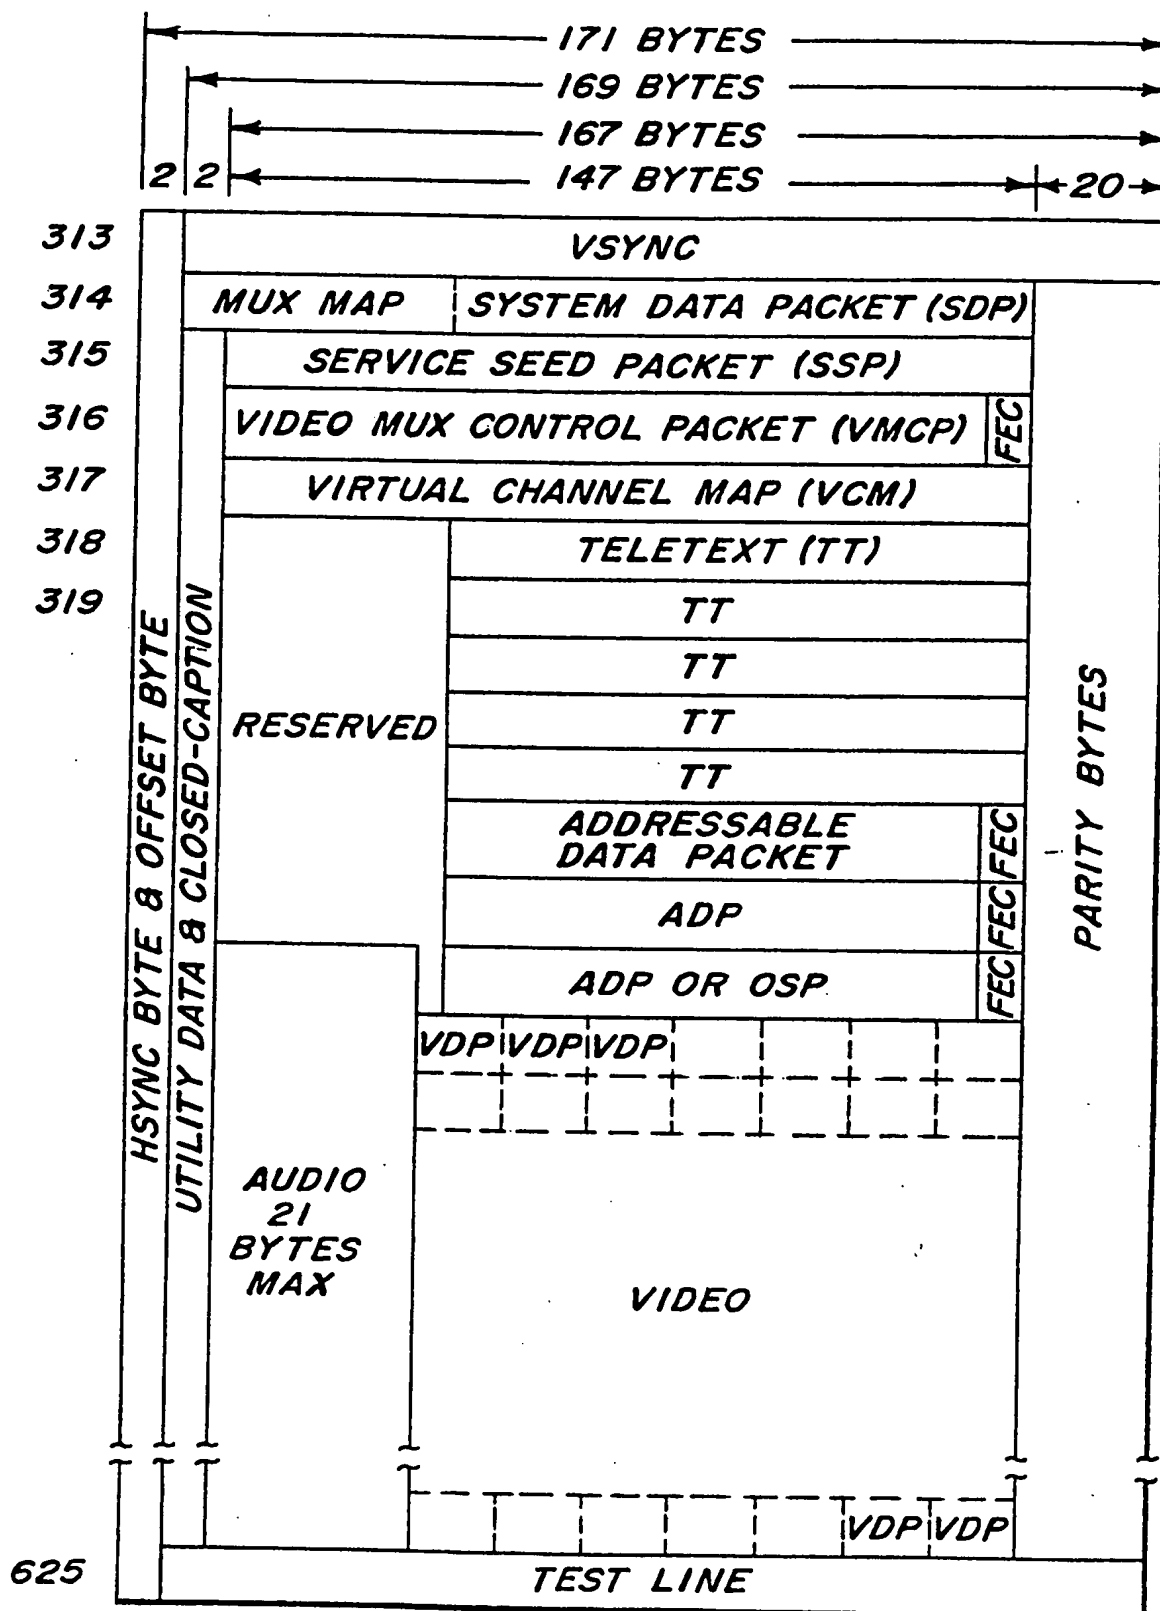 171 BYTES
169 BYTES
167 BYTES
2 2 147 BYTES 20
313 VSYNC
314 MUX MAP SYSTEM DATA PACKET (SDP)
315 SERVICE SEED PACKET (SSP)
316 VIDEO MUX CONTROL PACKET (VMCP) FEC
317 VIRTUAL CHANNEL MAP (VCM)
318 TELETEXT (TT)
319 TT
TT
TT
TT
RESERVED
ADDRESSABLE
DATA PACKET FEC
ADP FEC
ADP OR OSP FEC
VDP VDP VDP
HSYNC BYTE & OFFSET BYTE
UTILITY DATA & CLOSED-CAPTION
PARITY BYTES
AUDIO
21
BYTES
MAX
VIDEO
VDP VDP
625 TEST LINE